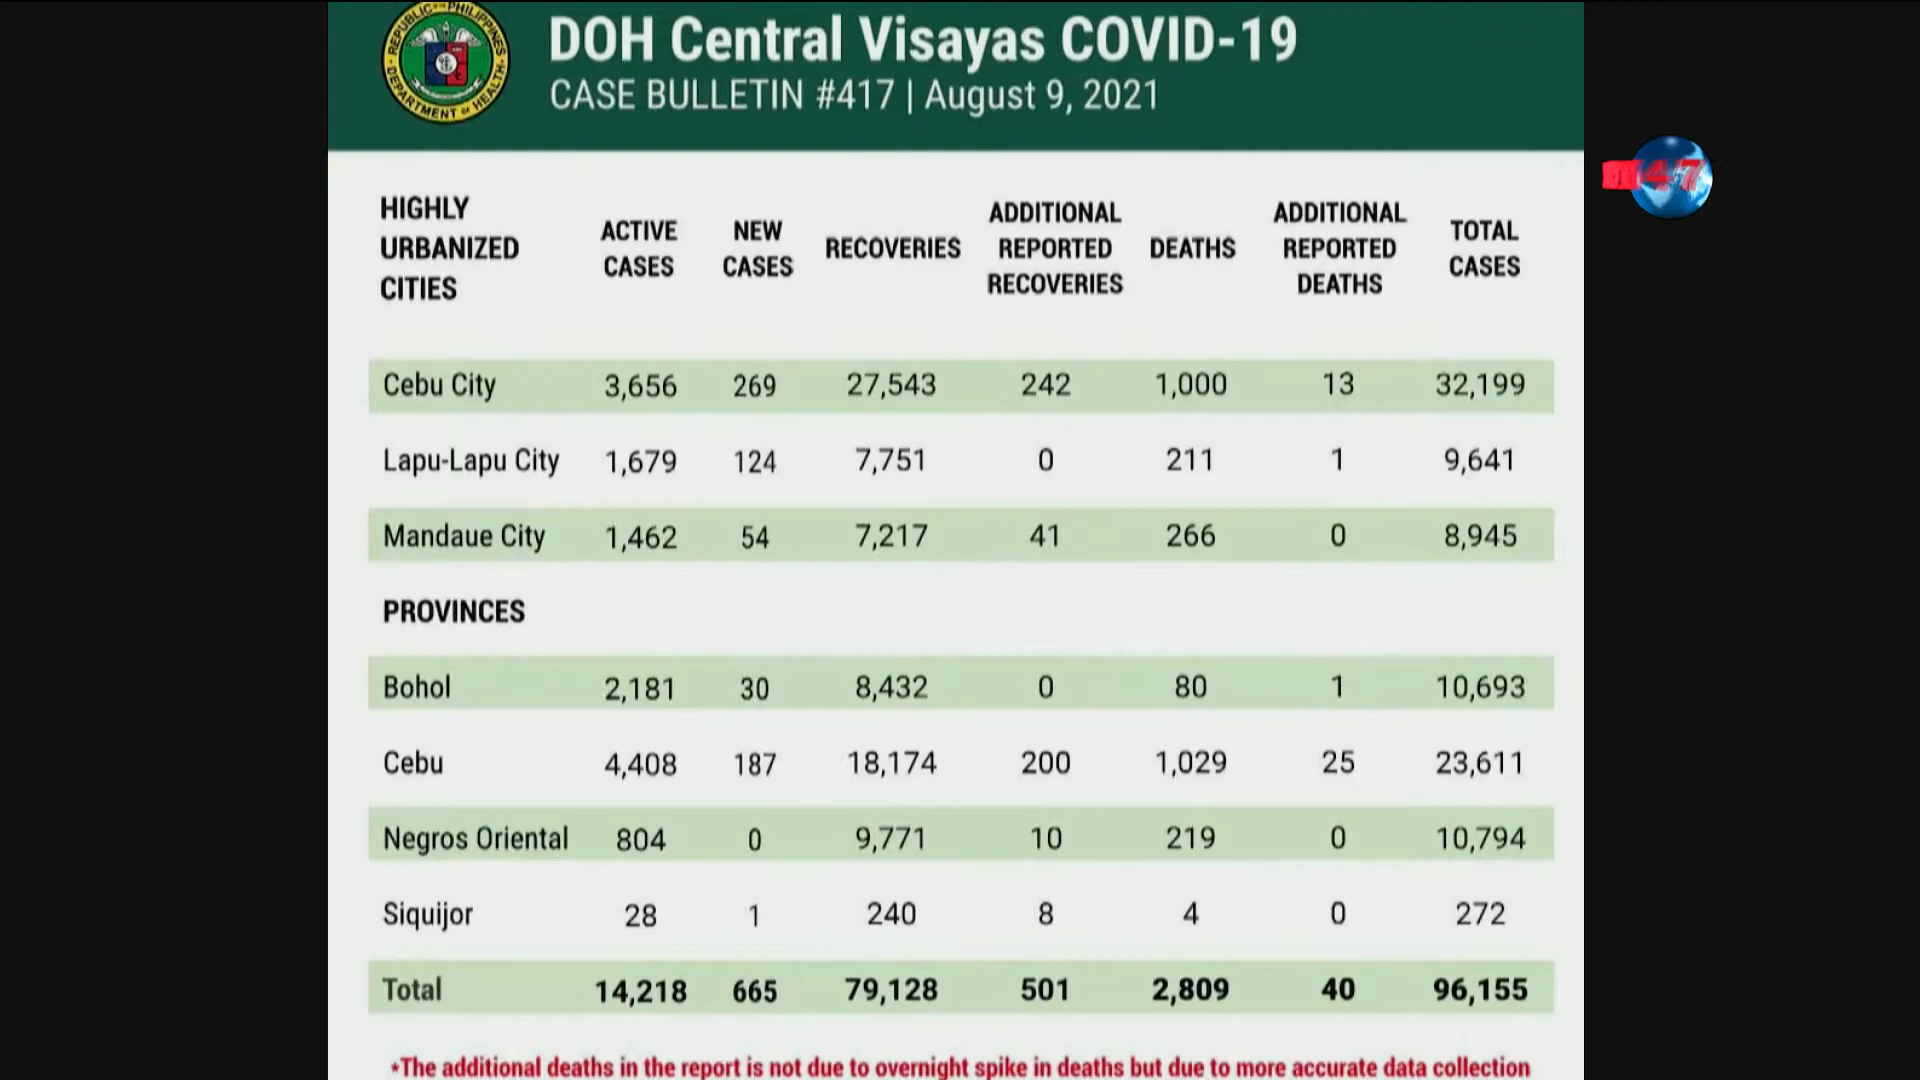 DOH Central Visayas COVID-19
CASE BULLETIN #417 | August 9, 2021
REPUBLIC OF THE PHILIPPINES
DEPARTMENT OF HEALTH
HIGHLY URBANIZED CITIES ACTIVE CASES NEW CASES RECOVERIES ADDITIONAL REPORTED RECOVERIES DEATHS ADDITIONAL REPORTED DEATHS TOTAL CASES
Cebu City 3,656 269 27,543 242 1,000 13 32,199
Lapu-Lapu City 1,679 124 7,751 0 211 1 9,641
Mandaue City 1,462 54 7,217 41 266 0 8,945
PROVINCES
Bohol 2,181 30 8,432 0 80 1 10,693
Cebu 4,408 187 18,174 200 1,029 25 23,611
Negros Oriental 804 0 9,771 10 219 0 10,794
Siquijor 28 1 240 8 4 0 272
Total 14,218 665 79,128 501 2,809 40 96,155
*The additional deaths in the report is not due to overnight spike in deaths but due to more accurate data collection